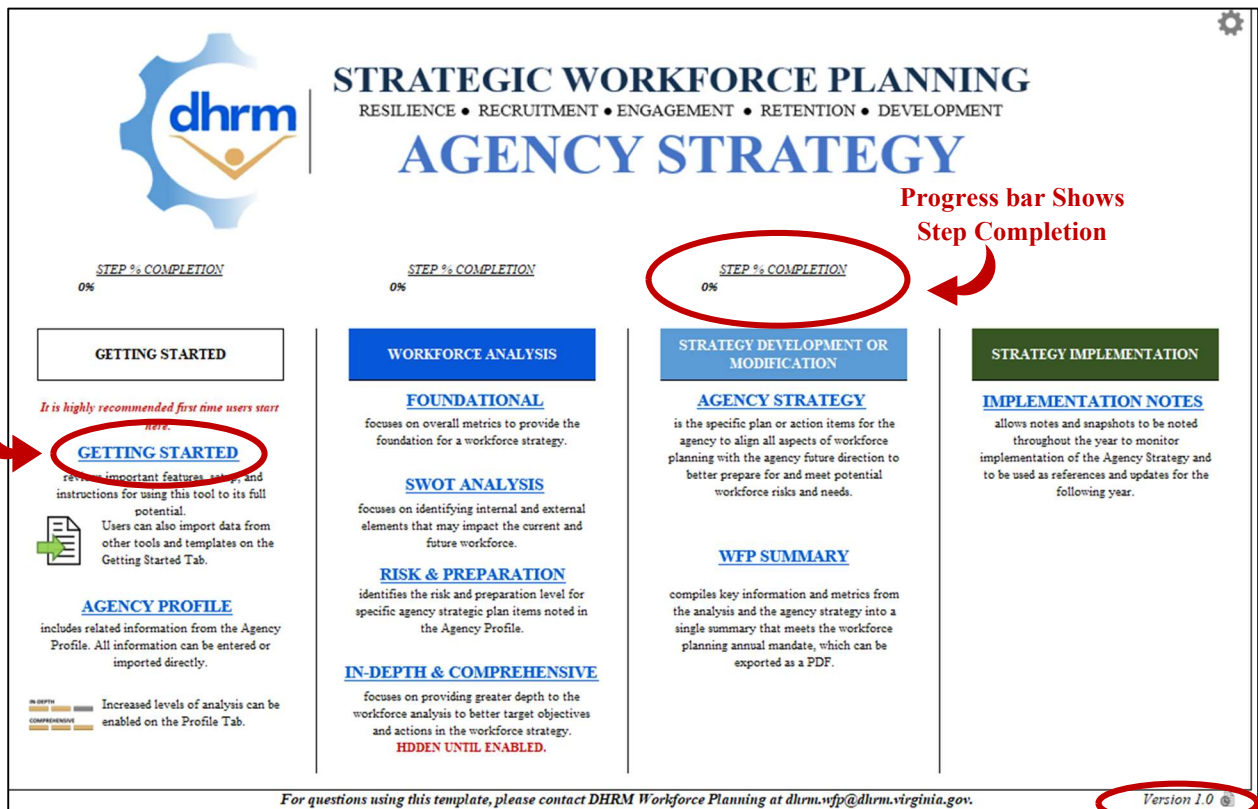 dhrm
STRATEGIC WORKFORCE PLANNING
RESILIENCE ● RECRUITMENT ● ENGAGEMENT ● RETENTION ● DEVELOPMENT
AGENCY STRATEGY
Progress bar Shows
Step Completion
STEP % COMPLETION
0%
STEP % COMPLETION
0%
STEP % COMPLETION
0%
GETTING STARTED
It is highly recommended first time users start
here.
GETTING STARTED
review important features, setup, and
instructions for using this tool to its full
potential.
Users can also import data from
other tools and templates on the
Getting Started Tab.
AGENCY PROFILE
includes related information from the Agency
Profile. All information can be entered or
imported directly.
IN-DEPTH
COMPREHENSIVE
Increased levels of analysis can be
enabled on the Profile Tab.
WORKFORCE ANALYSIS
FOUNDATIONAL
focuses on overall metrics to provide the
foundation for a workforce strategy.
SWOT ANALYSIS
focuses on identifying internal and external
elements that may impact the current and
future workforce.
RISK & PREPARATION
identifies the risk and preparation level for
specific agency strategic plan items noted in
the Agency Profile.
IN-DEPTH & COMPREHENSIVE
focuses on providing greater depth to the
workforce analysis to better target objectives
and actions in the workforce strategy.
HDDEN UNTIL ENABLED.
STRATEGY DEVELOPMENT OR
MODIFICATION
AGENCY STRATEGY
is the specific plan or action items for the
agency to align all aspects of workforce
planning with the agency future direction to
better prepare for and meet potential
workforce risks and needs.
WFP SUMMARY
compiles key information and metrics from
the analysis and the agency strategy into a
single summary that meets the workforce
planning annual mandate, which can be
exported as a PDF.
STRATEGY IMPLEMENTATION
IMPLEMENTATION NOTES
allows notes and snapshots to be noted
throughout the year to monitor
implementation of the Agency Strategy and
to be used as references and updates for the
following year.
For questions using this template, please contact DHRM Workforce Planning at dhrm.wfp@dhrm.virginia.gov.
Version 1.0